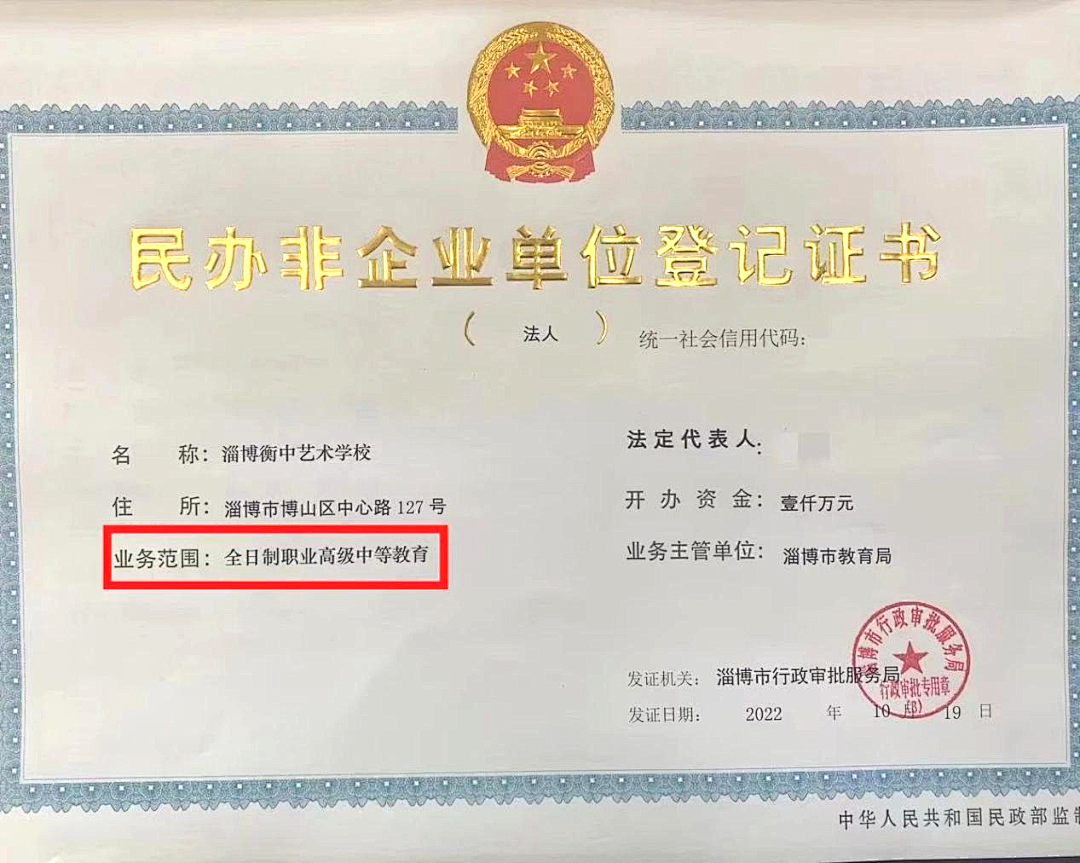 民办非企业单位登记证书
（ 法人 ）
统一社会信用代码：
名 称：淄博衡中艺术学校
住 所：淄博市博山区中心路 127 号
业务范围：全日制职业高级中等教育
法定代表人：
开办资金：壹仟万元
业务主管单位：淄博市教育局
发证机关：淄博市行政审批服务局
发证日期： 2022 年 10 月 19 日
淄博市行政审批服务局
行政审批专用章
中华人民共和国民政部监制